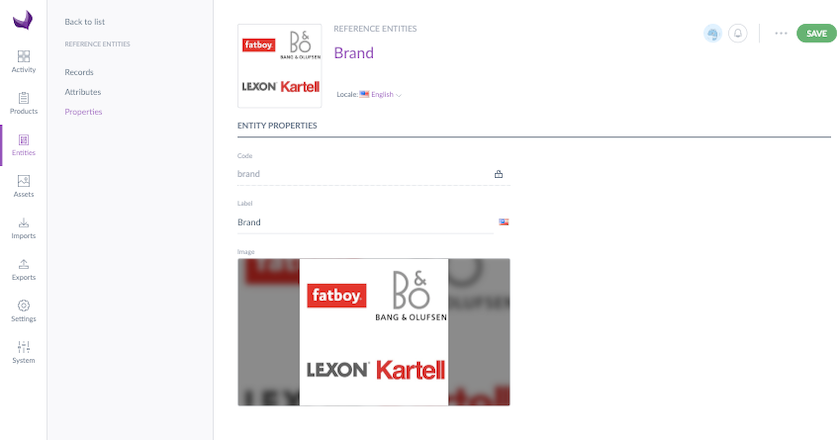 Activity
Products
Entities
Assets
Imports
Exports
Settings
System
Back to list
REFERENCE ENTITIES
Records
Attributes
Properties
fatboy
B&O
BANG & OLUFSEN
LEXON Kartell
REFERENCE ENTITIES
Brand
Locale: English
SAVE
ENTITY PROPERTIES
Code
brand
Label
Brand
Image
fatboy
B&O
BANG & OLUFSEN
LEXON Kartell